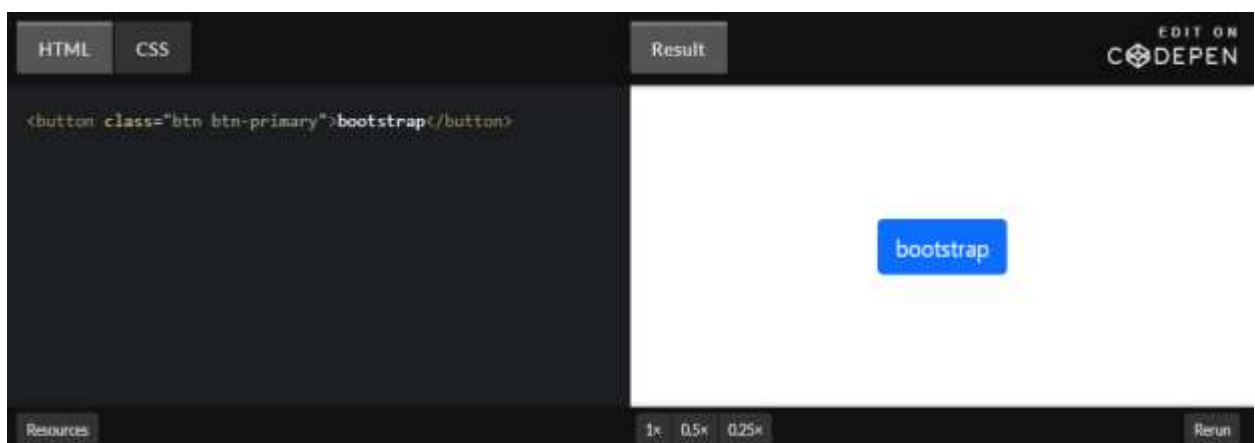 HTML CSS
Result
EDIT ON
CODEPEN
<button class="btn btn-primary">bootstrap</button>
bootstrap
Resources
1× 0.5× 0.25×
Rerun